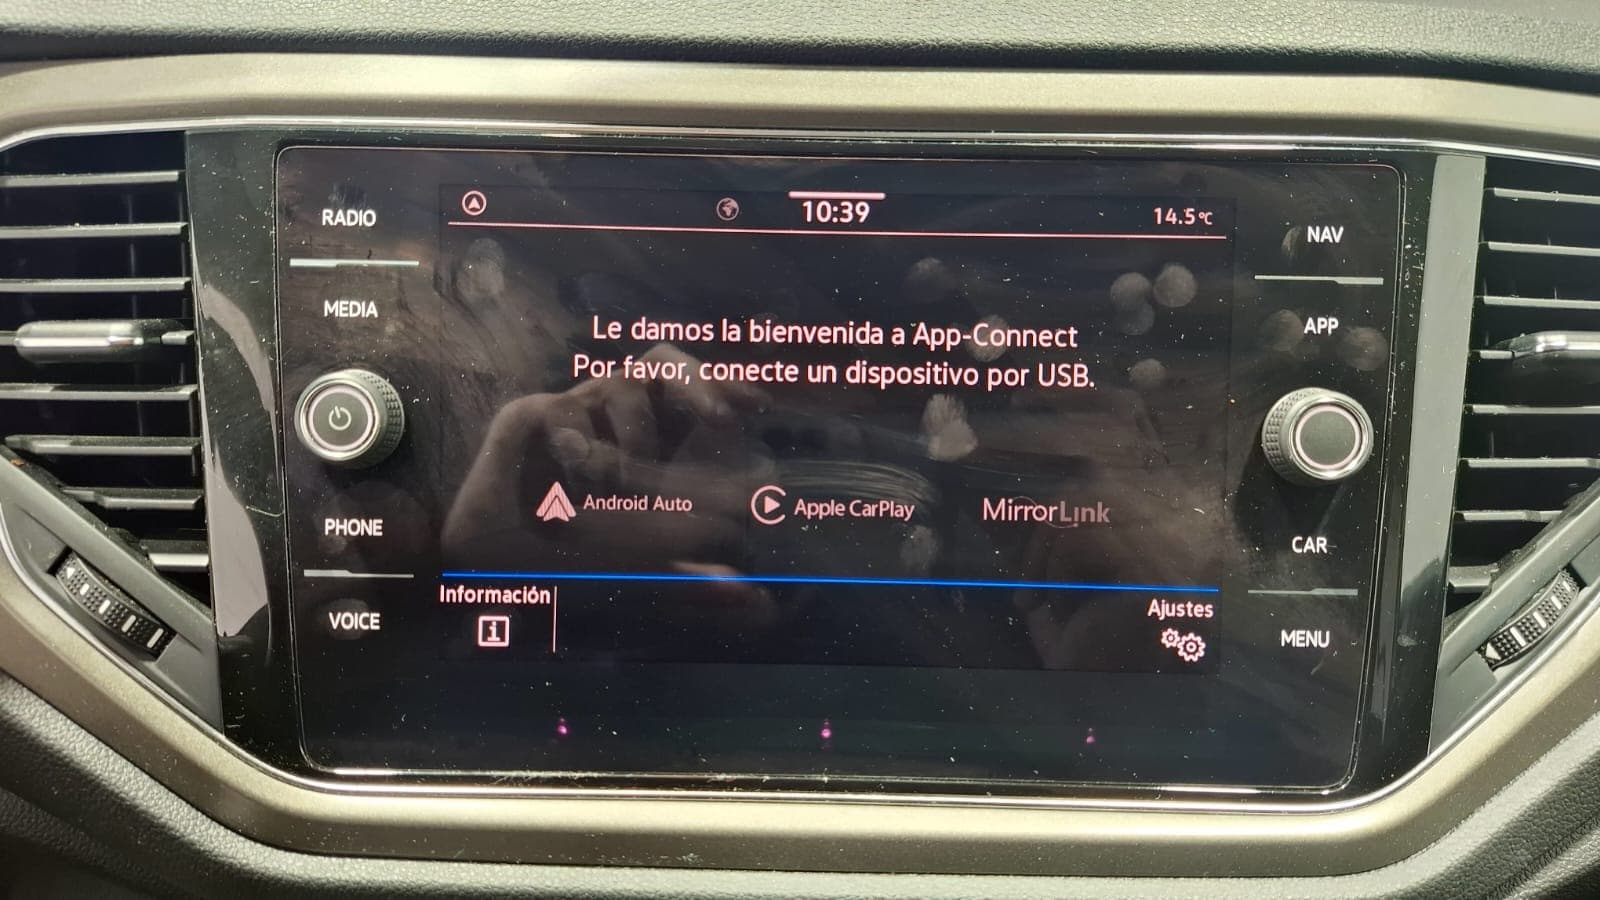 RADIO
MEDIA
PHONE
VOICE
10:39
14.5°C
Le damos la bienvenida a App-Connect
Por favor, conecte un dispositivo por USB.
Android Auto
Apple CarPlay
MirrorLink
Información
i
Ajustes
NAV
APP
CAR
MENU